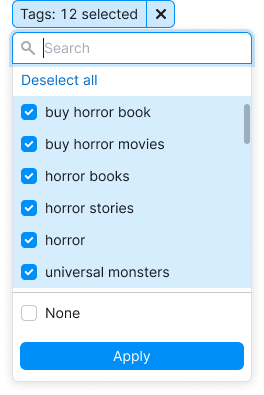 Tags: 12 selected
Search
Deselect all
buy horror book
buy horror movies
horror books
horror stories
horror
universal monsters
None
Apply